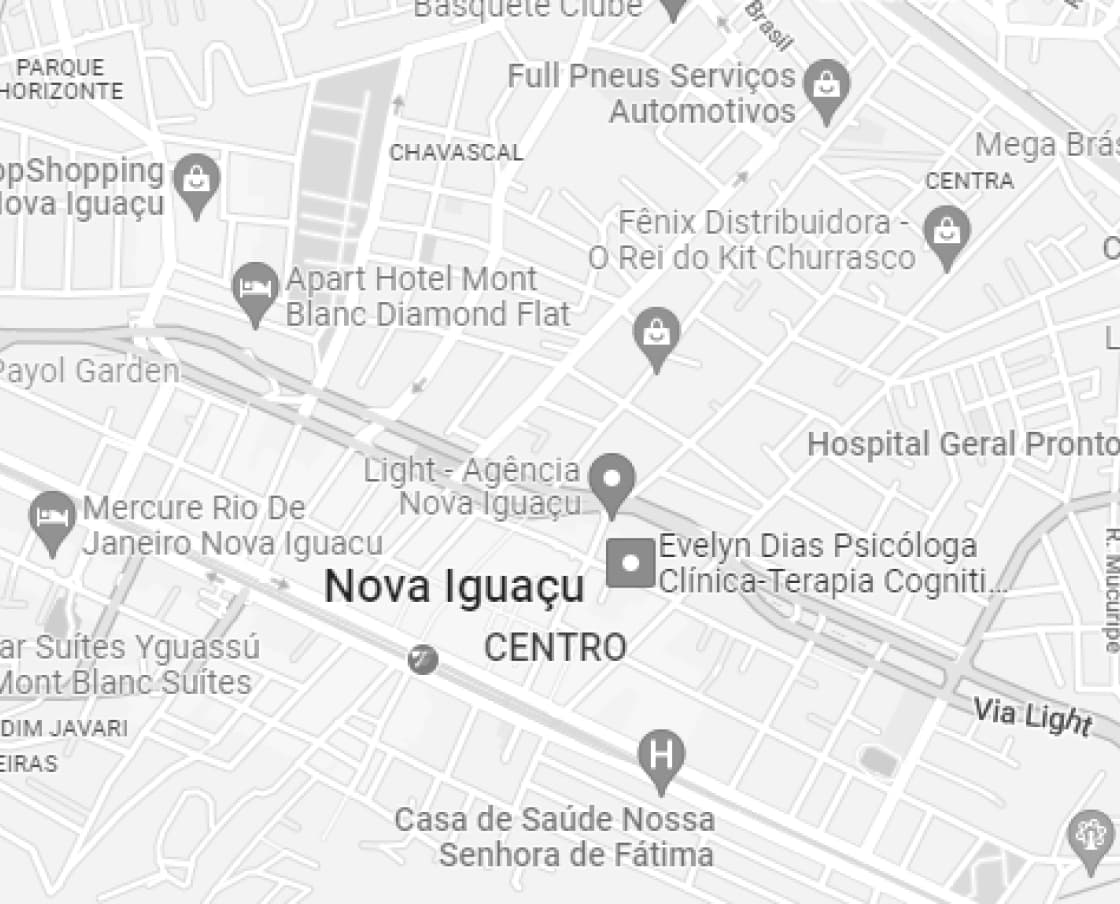 Basquete Clube
Brasil
PARQUE
HORIZONTE
Full Pneus Serviços
Automotivos
CHAVASCAL
Mega Brás
CENTRA
opShopping
Nova Iguaçu
Fênix Distribuidora -
O Rei do Kit Churrasco
Apart Hotel Mont
Blanc Diamond Flat
Payol Garden
Hospital Geral Pronto
Light - Agência
Nova Iguaçu
Mercure Rio De
Janeiro Nova Iguacu
Evelyn Dias Psicóloga
Clínica-Terapia Cogniti...
R. Mucuripe
Nova Iguaçu
CENTRO
ar Suítes Yguassú
Mont Blanc Suítes
Via Light
DIM JAVARI
EIRAS
H
Casa de Saúde Nossa
Senhora de Fátima